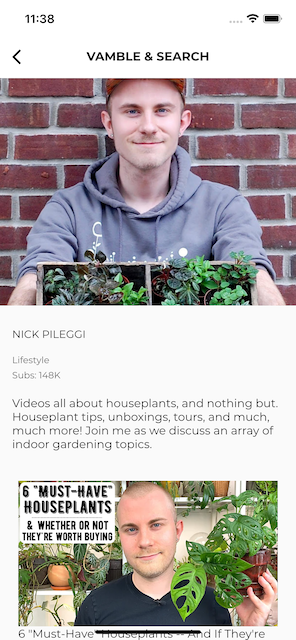 11:38
VAMBLE & SEARCH
NICK PILEGGI
Lifestyle
Subs: 148K
Videos all about houseplants, and nothing but.
Houseplant tips, unboxings, tours, and much,
much more! Join me as we discuss an array of
indoor gardening topics.
6 "MUST-HAVE"
HOUSEPLANTS
& WHETHER OR NOT
THEY'RE WORTH BUYING
6 "Must-Have" Houseplants -- And If They're